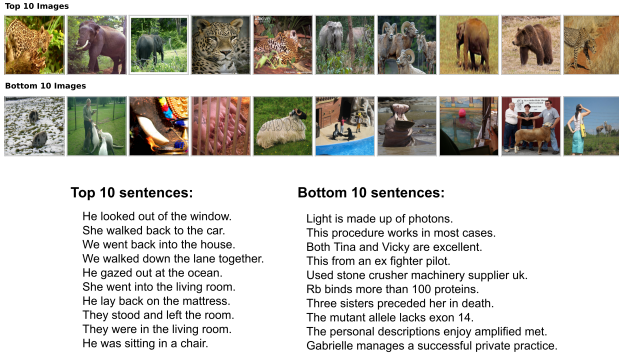 Top 10 Images
Bottom 10 Images
Top 10 sentences:
He looked out of the window.
She walked back to the car.
We went back into the house.
We walked down the lane together.
He gazed out at the ocean.
She went into the living room.
He lay back on the mattress.
They stood and left the room.
They were in the living room.
He was sitting in a chair.
Bottom 10 sentences:
Light is made up of photons.
This procedure works in most cases.
Both Tina and Vicky are excellent.
This from an ex fighter pilot.
Used stone crusher machinery supplier uk.
Rb binds more than 100 proteins.
Three sisters preceded her in death.
The mutant allele lacks exon 14.
The personal descriptions enjoy amplified met.
Gabrielle manages a successful private practice.